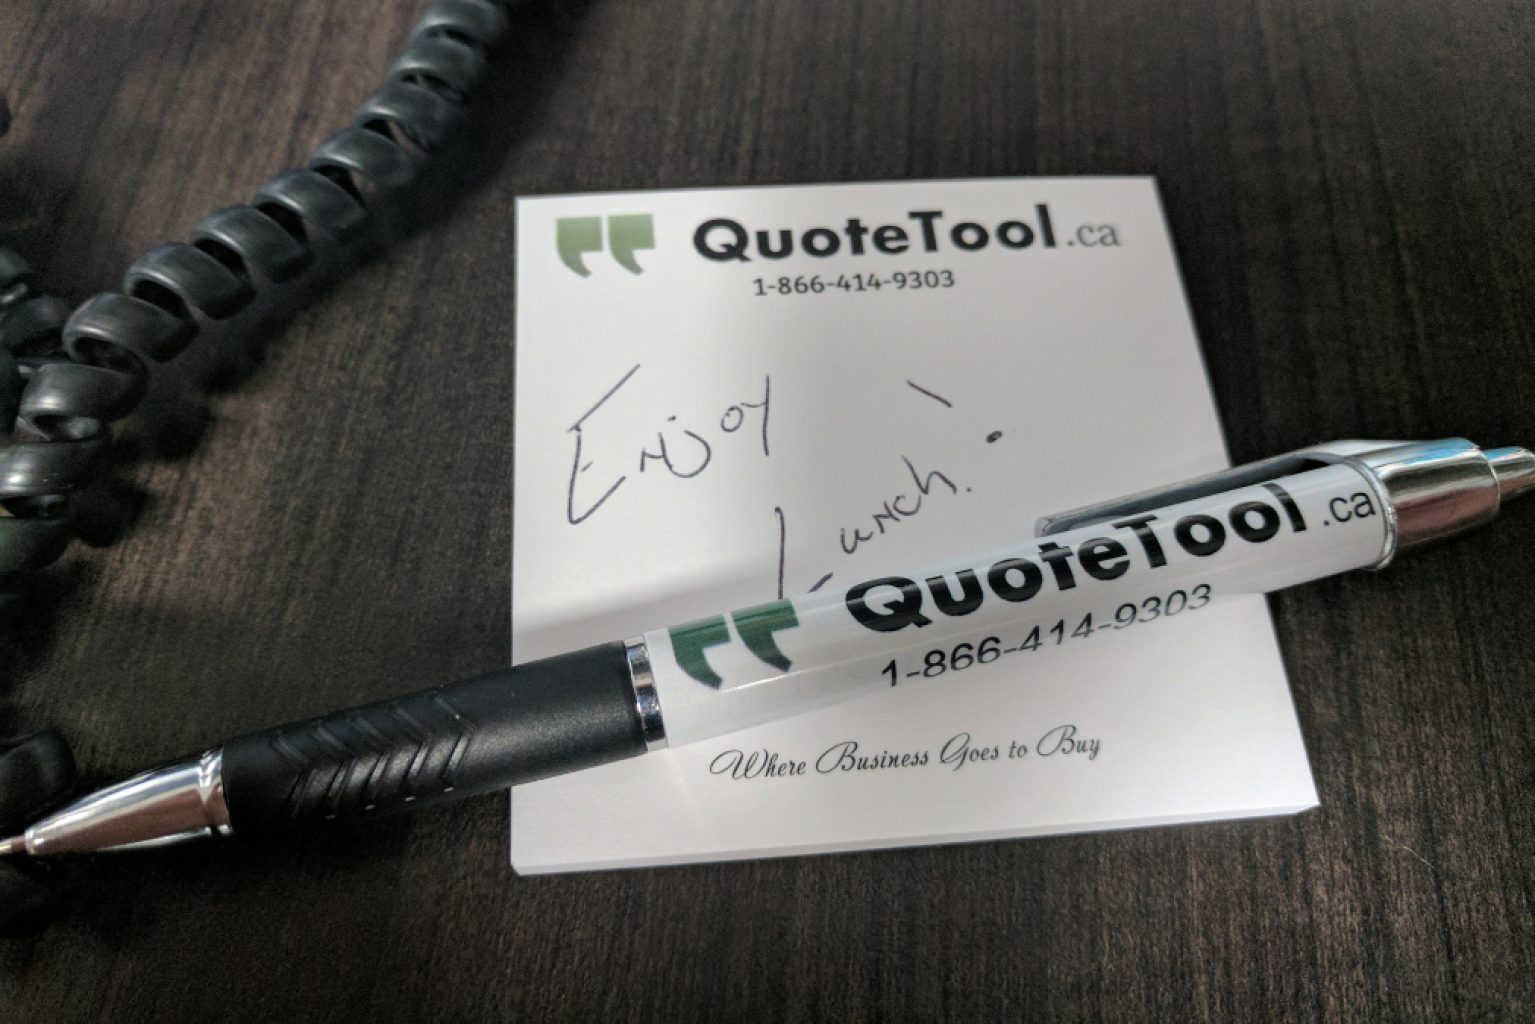 QuoteTool.ca
1-866-414-9303
Enjoy
Lunch.
QuoteTool.ca
1-866-414-9303
Where Business Goes to Buy